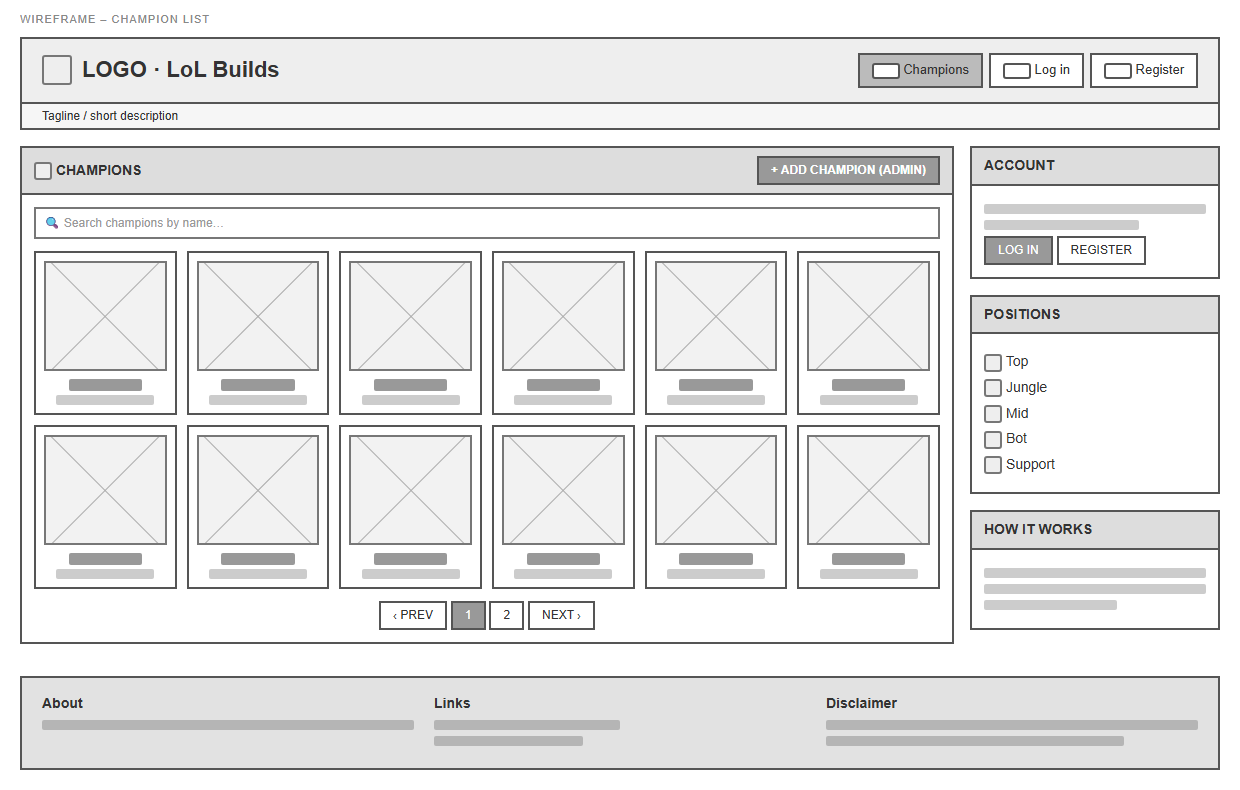 WIREFRAME – CHAMPION LIST
LOGO · LoL Builds
Champions
Log in
Register
Tagline / short description
CHAMPIONS
+ ADD CHAMPION (ADMIN)
Search champions by name...
‹ PREV
1
2
NEXT ›
ACCOUNT
LOG IN
REGISTER
POSITIONS
Top
Jungle
Mid
Bot
Support
HOW IT WORKS
About
Links
Disclaimer